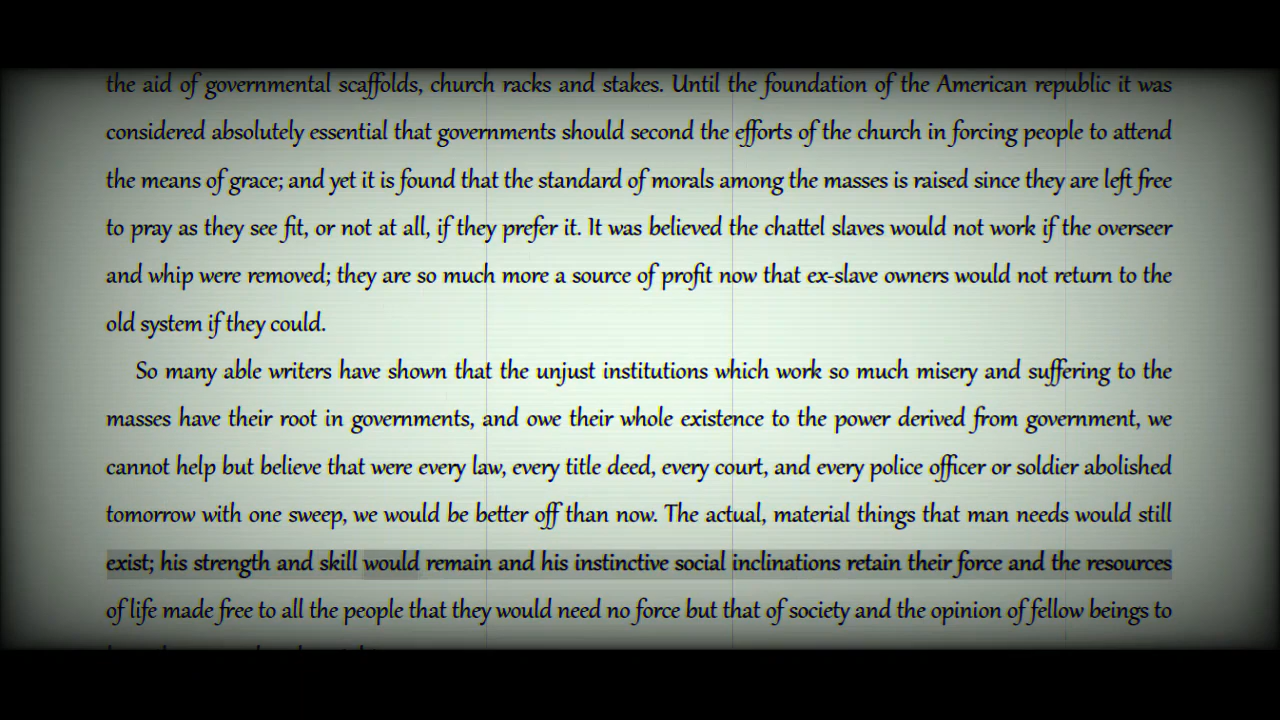 the aid of governmental scaffolds, church racks and stakes. Until the foundation of the American republic it was
considered absolutely essential that governments should second the efforts of the church in forcing people to attend
the means of grace; and yet it is found that the standard of morals among the masses is raised since they are left free
to pray as they see fit, or not at all, if they prefer it. It was believed the chattel slaves would not work if the overseer
and whip were removed; they are so much more a source of profit now that ex-slave owners would not return to the
old system if they could.
So many able writers have shown that the unjust institutions which work so much misery and suffering to the
masses have their root in governments, and owe their whole existence to the power derived from government, we
cannot help but believe that were every law, every title deed, every court, and every police officer or soldier abolished
tomorrow with one sweep, we would be better off than now. The actual, material things that man needs would still
exist; his strength and skill would remain and his instinctive social inclinations retain their force and the resources
of life made free to all the people that they would need no force but that of society and the opinion of fellow beings to